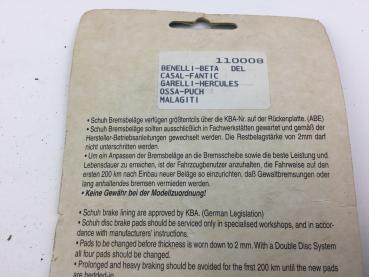 110008
BENELLI-BETA DEL
CASAL-FANTIC
GARELLI-HERCULES
OSSA-PUCH
MALAGITI
• Schuh Bremsbeläge verfügen größtenteils über die KBA-Nr. auf der Rückenplatte. (ABE)
• Schuh Bremsbeläge sollten ausschließlich in Fachwerkstätten gewartet und gemäß der
Hersteller-Betriebsanleitungen gewechselt werden. Die Restbelagstärke von 2mm darf
nicht unterschritten werden.
• Um ein Anpassen der Bremsbeläge an die Bremsscheibe sowie die beste Leistung und
Lebensdauer zu erreichen, ist der Fahrzeugbenutzer anzuhalten, die Fahrweise auf den
ersten 200 km nach Einbau neuer Beläge so einzurichten, daß Gewaltbremsungen oder
lang anhaltendes bremsen vermieden werden.
• Keine Gewähr bei der Modellzuordnung!
• Schuh brake lining are approved by KBA. (German Legislation)
• Schuh disc brake pads should be serviced only in specialised workshops, and in accor-
dance with manufacturers' instructions.
• Pads to be changed before thickness is worn down to 2 mm. With a Double Disc System
all four pads should be changed.
• Prolonged and heavy braking should be avoided for the first 200 km until the new pads
are bedded-in.